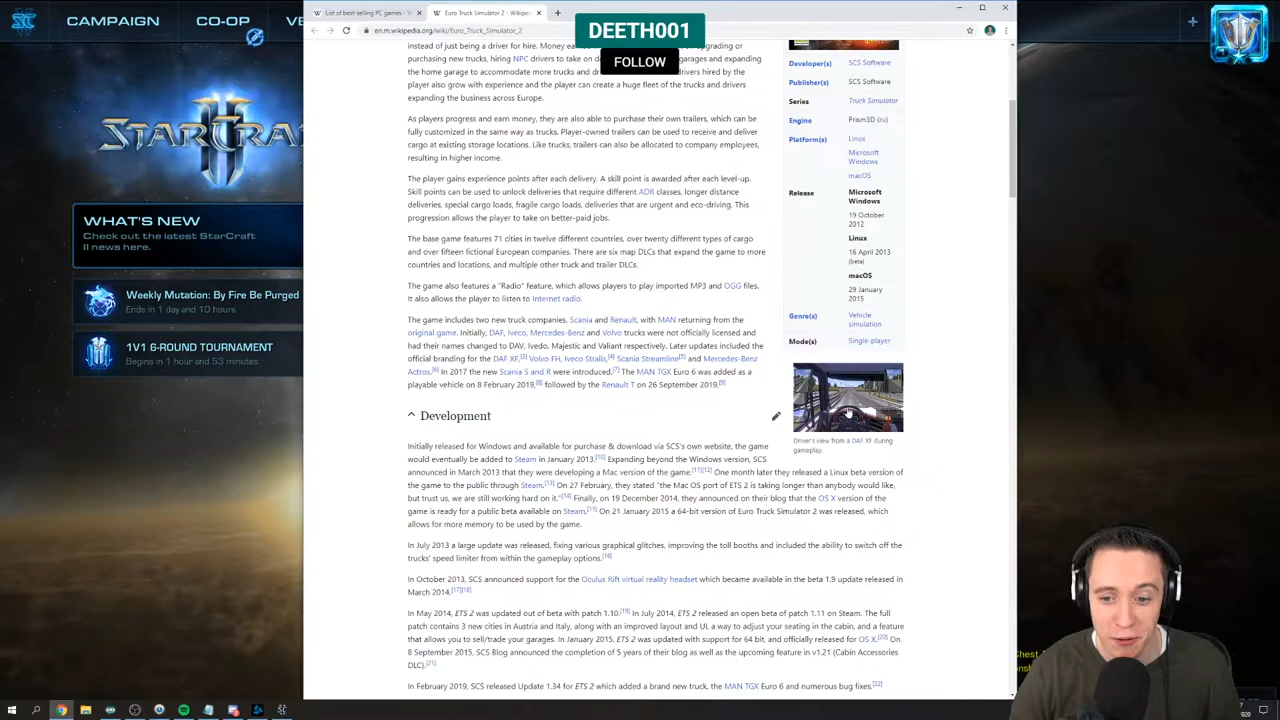 CAMPAIGN
CO-OP
VE
STARCRAFT
WHAT'S NEW
Check out the latest StarCraft
II news here.
Weekly Mutation: By Fire Be Purged
Ends in 1 day and 10 hours
1V1 EU ROUND TOURNAMENT
Begins in 1 hour and 53 minutes
List of best-selling PC games -
Euro Truck Simulator 2 - Wikipe
en.m.wikipedia.org/wiki/Euro_Truck_Simulator_2
DEETH001
FOLLOW
instead of just being a driver for hire. Money
upgrading or
purchasing new trucks, hiring NPC drivers to take on
garages and expanding
the home garage to accommodate more trucks and
drivers hired by the
player also grow with experience and the player can create a huge fleet of the trucks and drivers
expanding the business across Europe.
As players progress and earn money, they are also able to purchase their own trailers, which can be
fully customized in the same way as trucks. Player-owned trailers can be used to receive and deliver
cargo at existing storage locations. Like trucks, trailers can also be allocated to company employees,
resulting in higher income.
The player gains experience points after each delivery. A skill point is awarded after each level-up.
Skill points can be used to unlock deliveries that require different ADR classes, longer distance
deliveries, special cargo loads, fragile cargo loads, deliveries that are urgent and eco-driving. This
progression allows the player to take on better-paid jobs.
The base game features 71 cities in twelve different countries, over twenty different types of cargo
and over fifteen fictional European companies. There are six map DLCs that expand the game to more
countries and locations, and multiple other truck and trailer DLCs.
The game also features a "Radio" feature, which allows players to play imported MP3 and OGG files.
It also allows the player to listen to Internet radio.
The game includes two new truck companies, Scania and Renault, with MAN returning from the
original game. Initially, DAF, Iveco, Mercedes-Benz and Volvo trucks were not officially licensed and
had their names changed to DAV, Ivedo, Majestic and Valiant respectively. Later updates included the
official branding for the DAF XF,[3] Volvo FH, Iveco Stralis,[4] Scania Streamline[5] and Mercedes-Benz
Actros.[6] In 2017 the new Scania S and R were introduced.[7] The MAN TGX Euro 6 was added as a
playable vehicle on 8 February 2019,[8] followed by the Renault T on 26 September 2019.[9]
Developer(s) SCS Software
Publisher(s) SCS Software
Series Truck Simulator
Engine Prism3D (ru)
Platform(s) Linux
Microsoft
Windows
macOS
Release Microsoft
Windows
19 October
2012
Linux
16 April 2013
(beta)
macOS
29 January
2015
Genre(s) Vehicle
simulation
Mode(s) Single-player
Driver's view from a DAF XF during
gameplay.
Development
Initially released for Windows and available for purchase & download via SCS's own website, the game
would eventually be added to Steam in January 2013.[10] Expanding beyond the Windows version, SCS
announced in March 2013 that they were developing a Mac version of the game.[11][12] One month later they released a Linux beta version of
the game to the public through Steam.[13] On 27 February, they stated "the Mac OS port of ETS 2 is taking longer than anybody would like,
but trust us, we are still working hard on it."[14] Finally, on 19 December 2014, they announced on their blog that the OS X version of the
game is ready for a public beta available on Steam.[15] On 21 January 2015 a 64-bit version of Euro Truck Simulator 2 was released, which
allows for more memory to be used by the game.
In July 2013 a large update was released, fixing various graphical glitches, improving the toll booths and included the ability to switch off the
trucks' speed limiter from within the gameplay options.[16]
In October 2013, SCS announced support for the Oculus Rift virtual reality headset which became available in the beta 1.9 update released in
March 2014.[17][18]
In May 2014, ETS 2 was updated out of beta with patch 1.10.[19] In July 2014, ETS 2 released an open beta of patch 1.11 on Steam. The full
patch contains 3 new cities in Austria and Italy, along with an improved layout and UI, a way to adjust your seating in the cabin, and a feature
that allows you to sell/trade your garages. In January 2015, ETS 2 was updated with support for 64 bit, and officially released for OS X.[20] On
8 September 2015, SCS Blog announced the completion of 5 years of their blog as well as the upcoming feature in v1.21 (Cabin Accessories
DLC).[21]
In February 2019, SCS released Update 1.34 for ETS 2 which added a brand new truck, the MAN TGX Euro 6 and numerous bug fixes.[22]